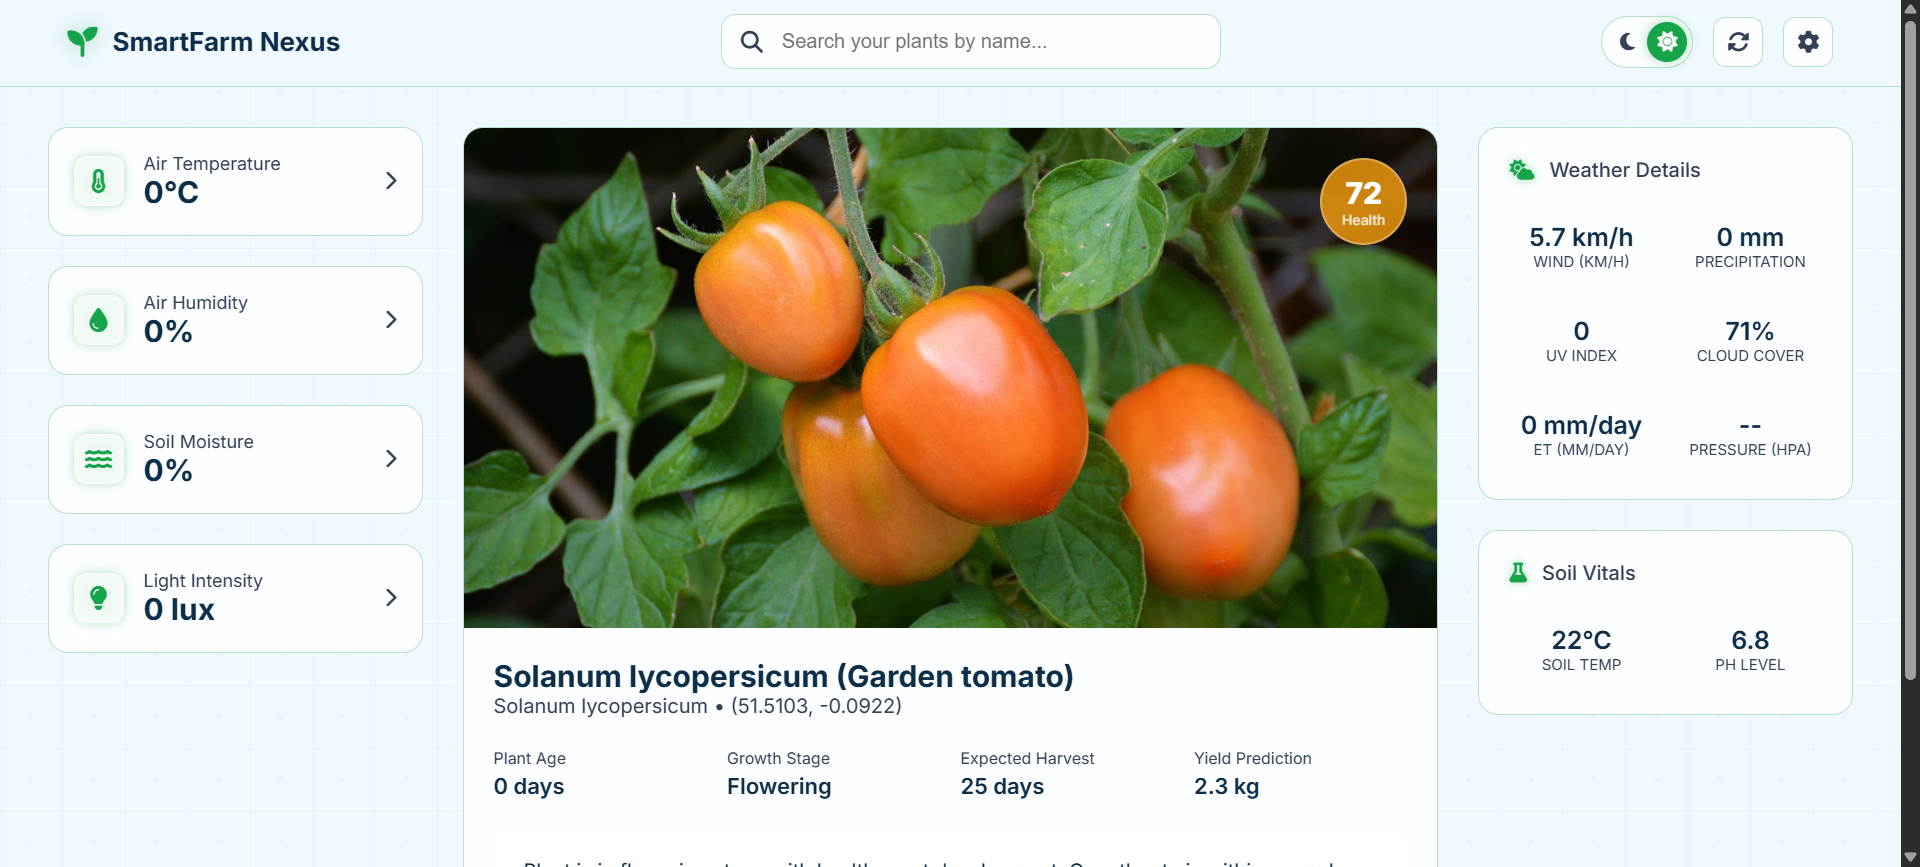 SmartFarm Nexus
Search your plants by name...
Air Temperature
0°C
Air Humidity
0%
Soil Moisture
0%
Light Intensity
0 lux
72
Health
Solanum lycopersicum (Garden tomato)
Solanum lycopersicum • (51.5103, -0.0922)
Plant Age
0 days
Growth Stage
Flowering
Expected Harvest
25 days
Yield Prediction
2.3 kg
Weather Details
5.7 km/h
WIND (KM/H)
0 mm
PRECIPITATION
0
UV INDEX
71%
CLOUD COVER
0 mm/day
ET (MM/DAY)
--
PRESSURE (HPA)
Soil Vitals
22°C
SOIL TEMP
6.8
PH LEVEL